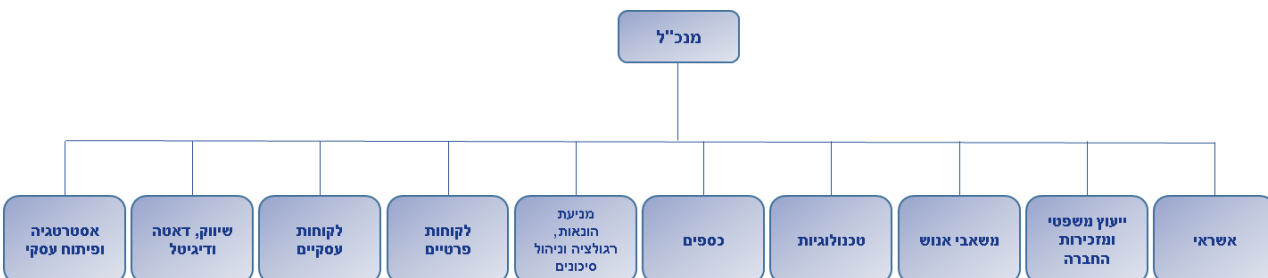 מנכ"ל
אשראי
ייעוץ משפטי
ומזכירות
החברה
משאבי אנוש
טכנולוגיות
כספים
מניעת
הונאות,
רגולציה וניהול
סיכונים
לקוחות
פרטיים
לקוחות
עסקיים
שיווק, דאטה
ודיגיטל
אסטרטגיה
ופיתוח עסקי